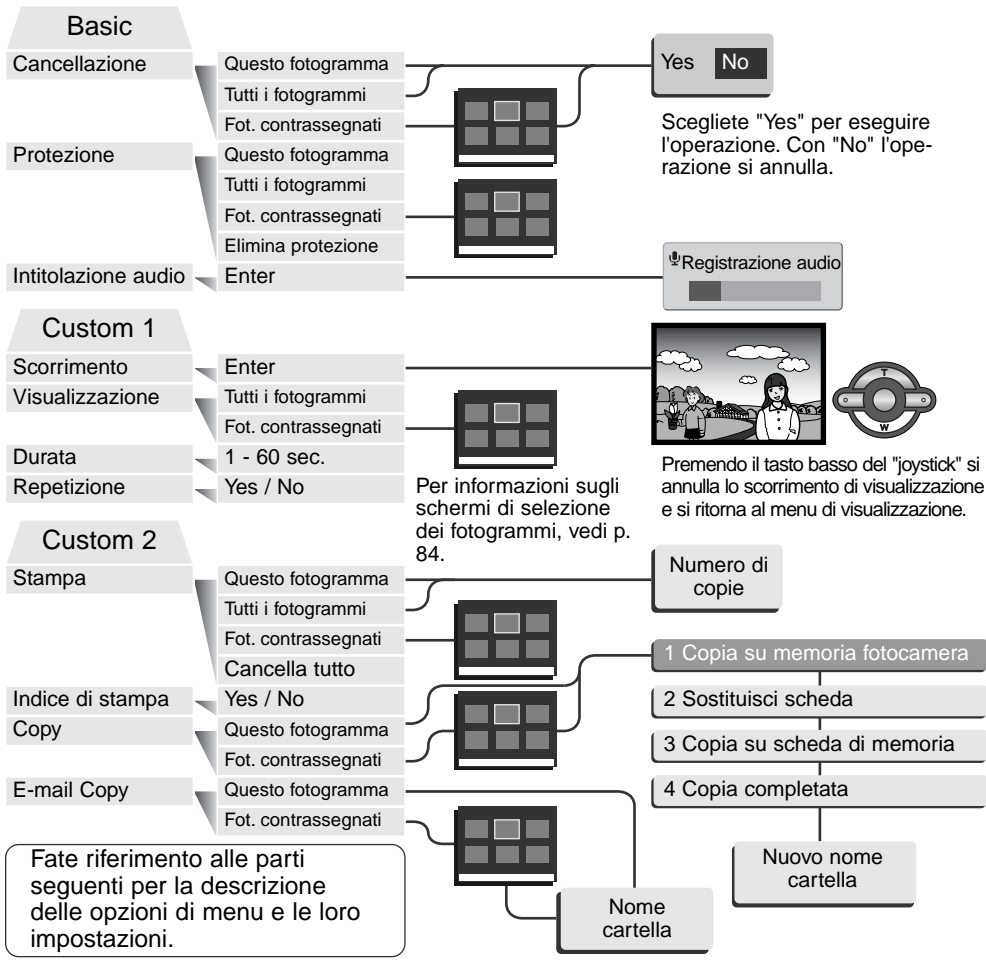 Basic
Cancellazione
Questo fotogramma
Tutti i fotogrammi
Fot. contrassegnati
Yes No
Scegliete "Yes" per eseguire
l'operazione. Con "No" l'ope-
razione si annulla.
Protezione
Questo fotogramma
Tutti i fotogrammi
Fot. contrassegnati
Elimina protezione
Intitolazione audio
Enter
Registrazione audio
Custom 1
Scorrimento
Enter
Visualizzazione
Tutti i fotogrammi
Fot. contrassegnati
Durata
1 - 60 sec.
Repetizione
Yes / No
T
W
Per informazioni sugli
schermi di selezione
dei fotogrammi, vedi p.
84.
Premendo il tasto basso del "joystick" si
annulla lo scorrimento di visualizzazione
e si ritorna al menu di visualizzazione.
Custom 2
Stampa
Questo fotogramma
Tutti i fotogrammi
Fot. contrassegnati
Cancella tutto
Numero di
copie
Indice di stampa
Yes / No
Copy
Questo fotogramma
Fot. contrassegnati
1 Copia su memoria fotocamera
2 Sostituisci scheda
3 Copia su scheda di memoria
4 Copia completata
Nuovo nome
cartella
E-mail Copy
Questo fotogramma
Fot. contrassegnati
Nome
cartella
Fate riferimento alle parti
seguenti per la descrizione
delle opzioni di menu e le loro
impostazioni.